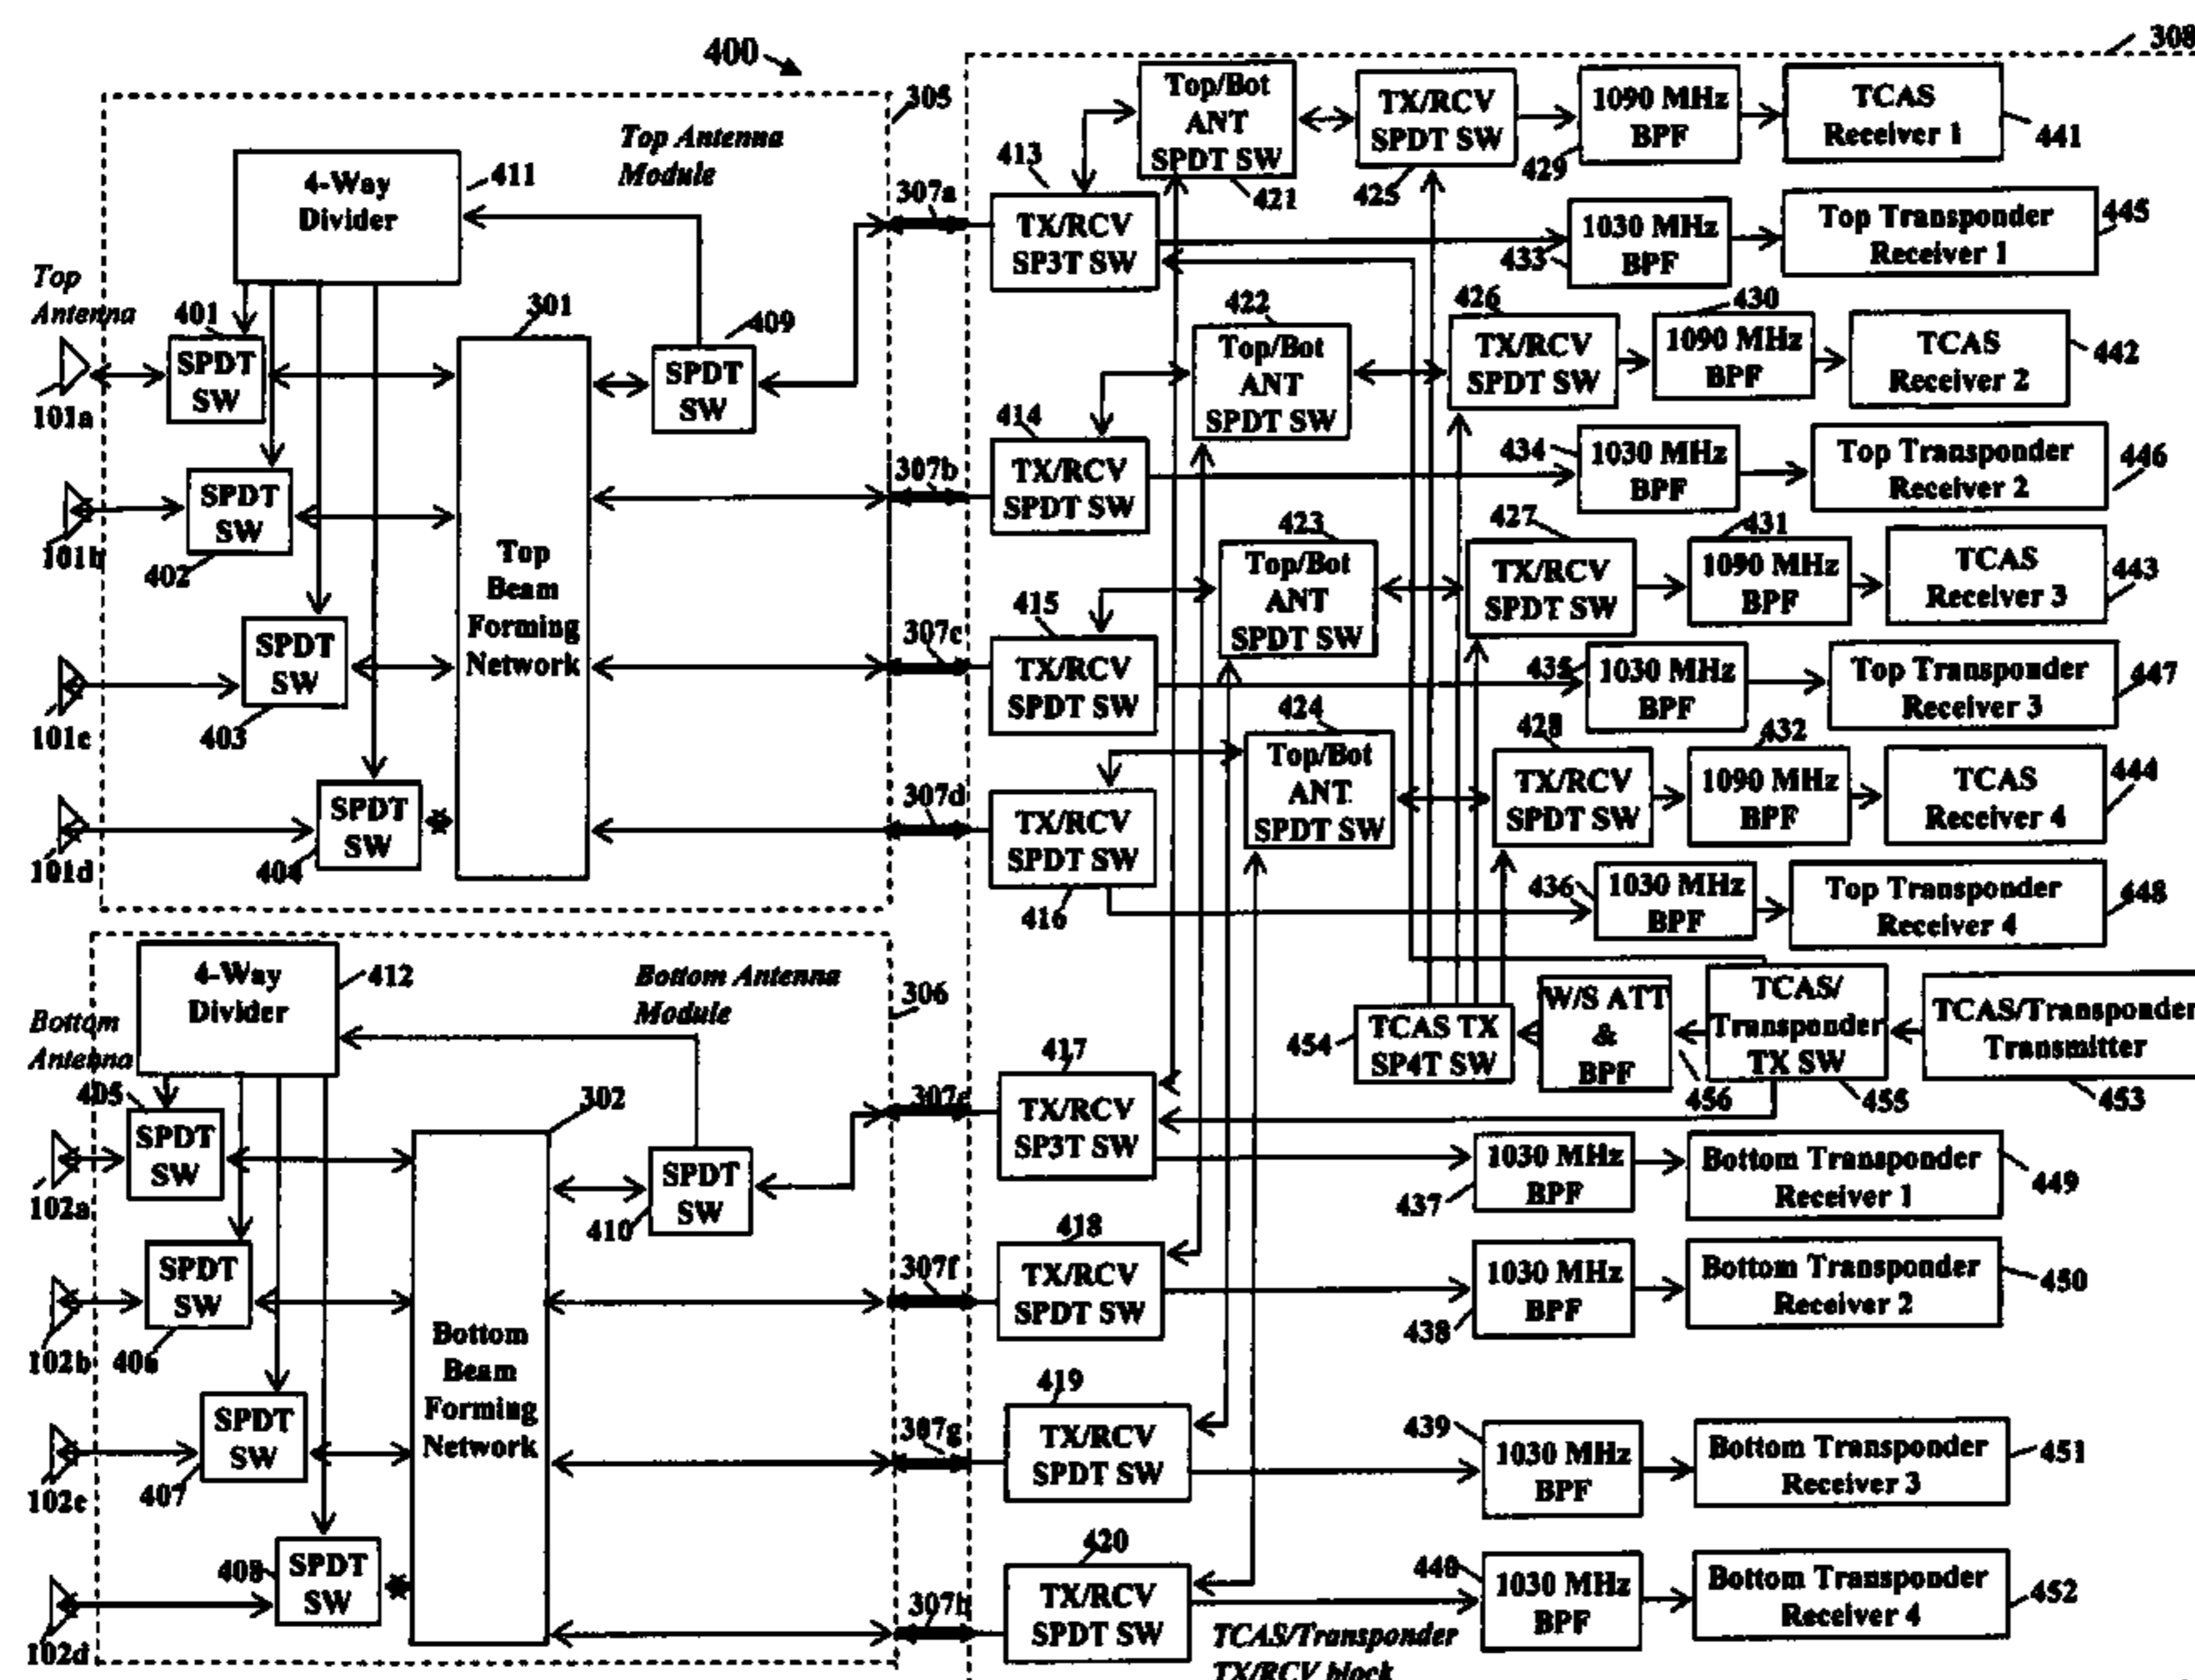 400
308
305
Top Antenna
Module
4-Way
Divider
411
Top
Antenna
401
SPDT
SW
101a
301
409
SPDT
SW
SPDT
SW
402
101b
Top
Beam
Forming
Network
SPDT
SW
403
101c
SPDT
SW
404
101d
307a
307b
307c
307d
413
TX/RCV
SP3T SW
Top/Bot
ANT
SPDT SW
421
TX/RCV
SPDT SW
425
1090 MHz
BPF
429
TCAS
Receiver 1
441
433
1030 MHz
BPF
Top Transponder
Receiver 1
445
422
Top/Bot
ANT
SPDT SW
426
TX/RCV
SPDT SW
430
1090 MHz
BPF
TCAS
Receiver 2
442
414
TX/RCV
SPDT SW
434
1030 MHz
BPF
Top Transponder
Receiver 2
446
423
Top/Bot
ANT
SPDT SW
427
TX/RCV
SPDT SW
431
1090 MHz
BPF
TCAS
Receiver 3
443
415
TX/RCV
SPDT SW
435
1030 MHz
BPF
Top Transponder
Receiver 3
447
424
Top/Bot
ANT
SPDT SW
428
TX/RCV
SPDT SW
432
1090 MHz
BPF
TCAS
Receiver 4
444
TX/RCV
SPDT SW
416
436
1030 MHz
BPF
Top Transponder
Receiver 4
448
454
TCAS TX
SP4T SW
W/S ATT
&
BPF
456
TCAS/
Transponder
TX SW
455
TCAS/Transponder
Transmitter
453
4-Way
Divider
412
Bottom Antenna
Module
306
Bottom
Antenna
405
SPDT
SW
102a
302
SPDT
SW
410
SPDT
SW
406
102b
Bottom
Beam
Forming
Network
SPDT
SW
407
102c
408
SPDT
SW
102d
307e
307f
307g
307h
417
TX/RCV
SP3T SW
437
1030 MHz
BPF
Bottom Transponder
Receiver 1
449
418
TX/RCV
SPDT SW
438
1030 MHz
BPF
Bottom Transponder
Receiver 2
450
419
TX/RCV
SPDT SW
439
1030 MHz
BPF
Bottom Transponder
Receiver 3
451
420
TX/RCV
SPDT SW
440
1030 MHz
BPF
Bottom Transponder
Receiver 4
452
TCAS/Transponder
TX/RCV block